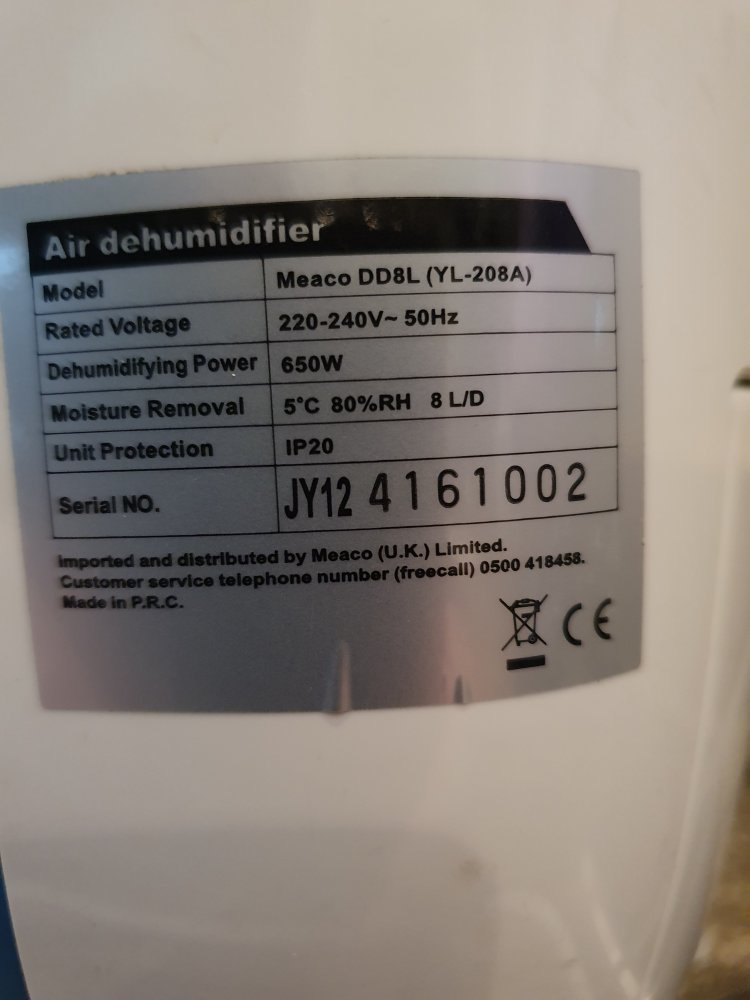 Air dehumidifier
Model Meaco DD8L (YL-208A)
Rated Voltage 220-240V~ 50Hz
Dehumidifying Power 650W
Moisture Removal 5°C 80%RH 8 L/D
Unit Protection IP20
Serial NO. JY12 4161002
Imported and distributed by Meaco (U.K.) Limited.
Customer service telephone number (freecall) 0500 418458.
Made in P.R.C.
CE